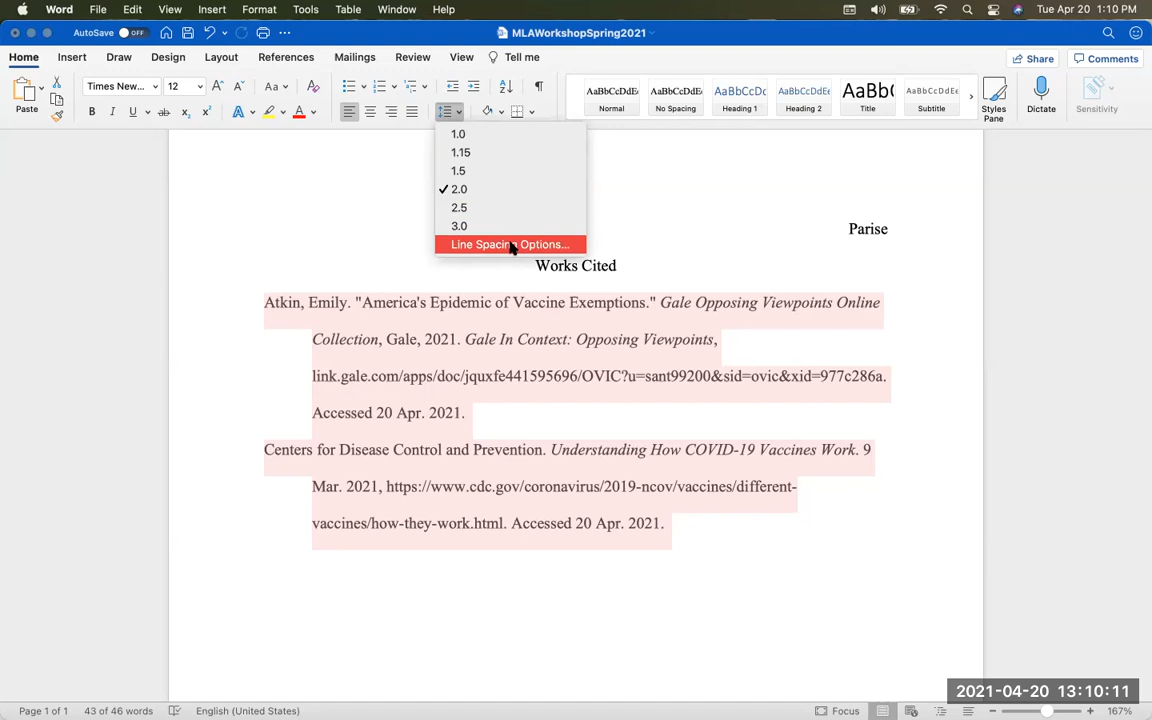 Word File Edit View Insert Format Tools Table Window Help Tue Apr 20 1:10 PM
AutoSave OFF MLAWorkshopSpring2021
Home Insert Draw Design Layout References Mailings Review View Tell me Share Comments
Paste Times New... 12 Aa AaBbCcDdEe AaBbCcDdEe AaBbCcDc AaBbCcDdEe AaBbC AaBbCcDdEe Styles Pane Dictate Sensitivity
B I U ab x₂ x² A A Normal No Spacing Heading 1 Heading 2 Title Subtitle
1.0
1.15
1.5
2.0
2.5
3.0
Line Spacing Options...
Parise
Works Cited
Atkin, Emily. "America's Epidemic of Vaccine Exemptions." Gale Opposing Viewpoints Online
Collection, Gale, 2021. Gale In Context: Opposing Viewpoints,
link.gale.com/apps/doc/jquxfe441595696/OVIC?u=sant99200&sid=ovic&xid=977c286a.
Accessed 20 Apr. 2021.
Centers for Disease Control and Prevention. Understanding How COVID-19 Vaccines Work. 9
Mar. 2021, https://www.cdc.gov/coronavirus/2019-ncov/vaccines/different-
vaccines/how-they-work.html. Accessed 20 Apr. 2021.
2021-04-20 13:10:11
Page 1 of 1 43 of 46 words English (United States) Focus 167%